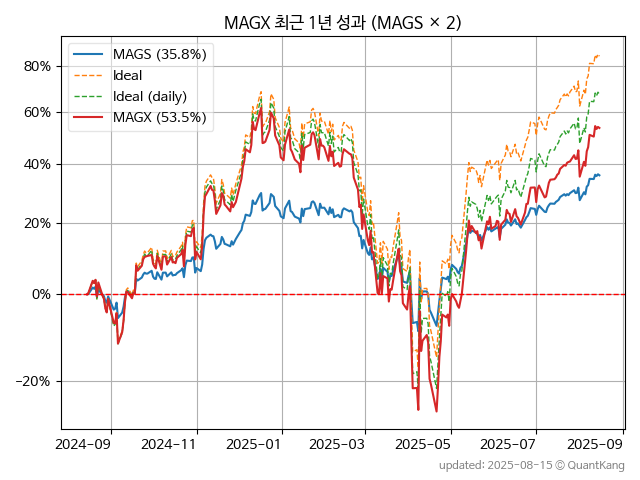 MAGX 최근 1년 성과 (MAGS × 2)
MAGS (35.8%)
Ideal
Ideal (daily)
MAGX (53.5%)
80%
60%
40%
20%
0%
−20%
2024−09
2024−11
2025−01
2025−03
2025−05
2025−07
2025−09
updated: 2025−08−15 © QuantKang